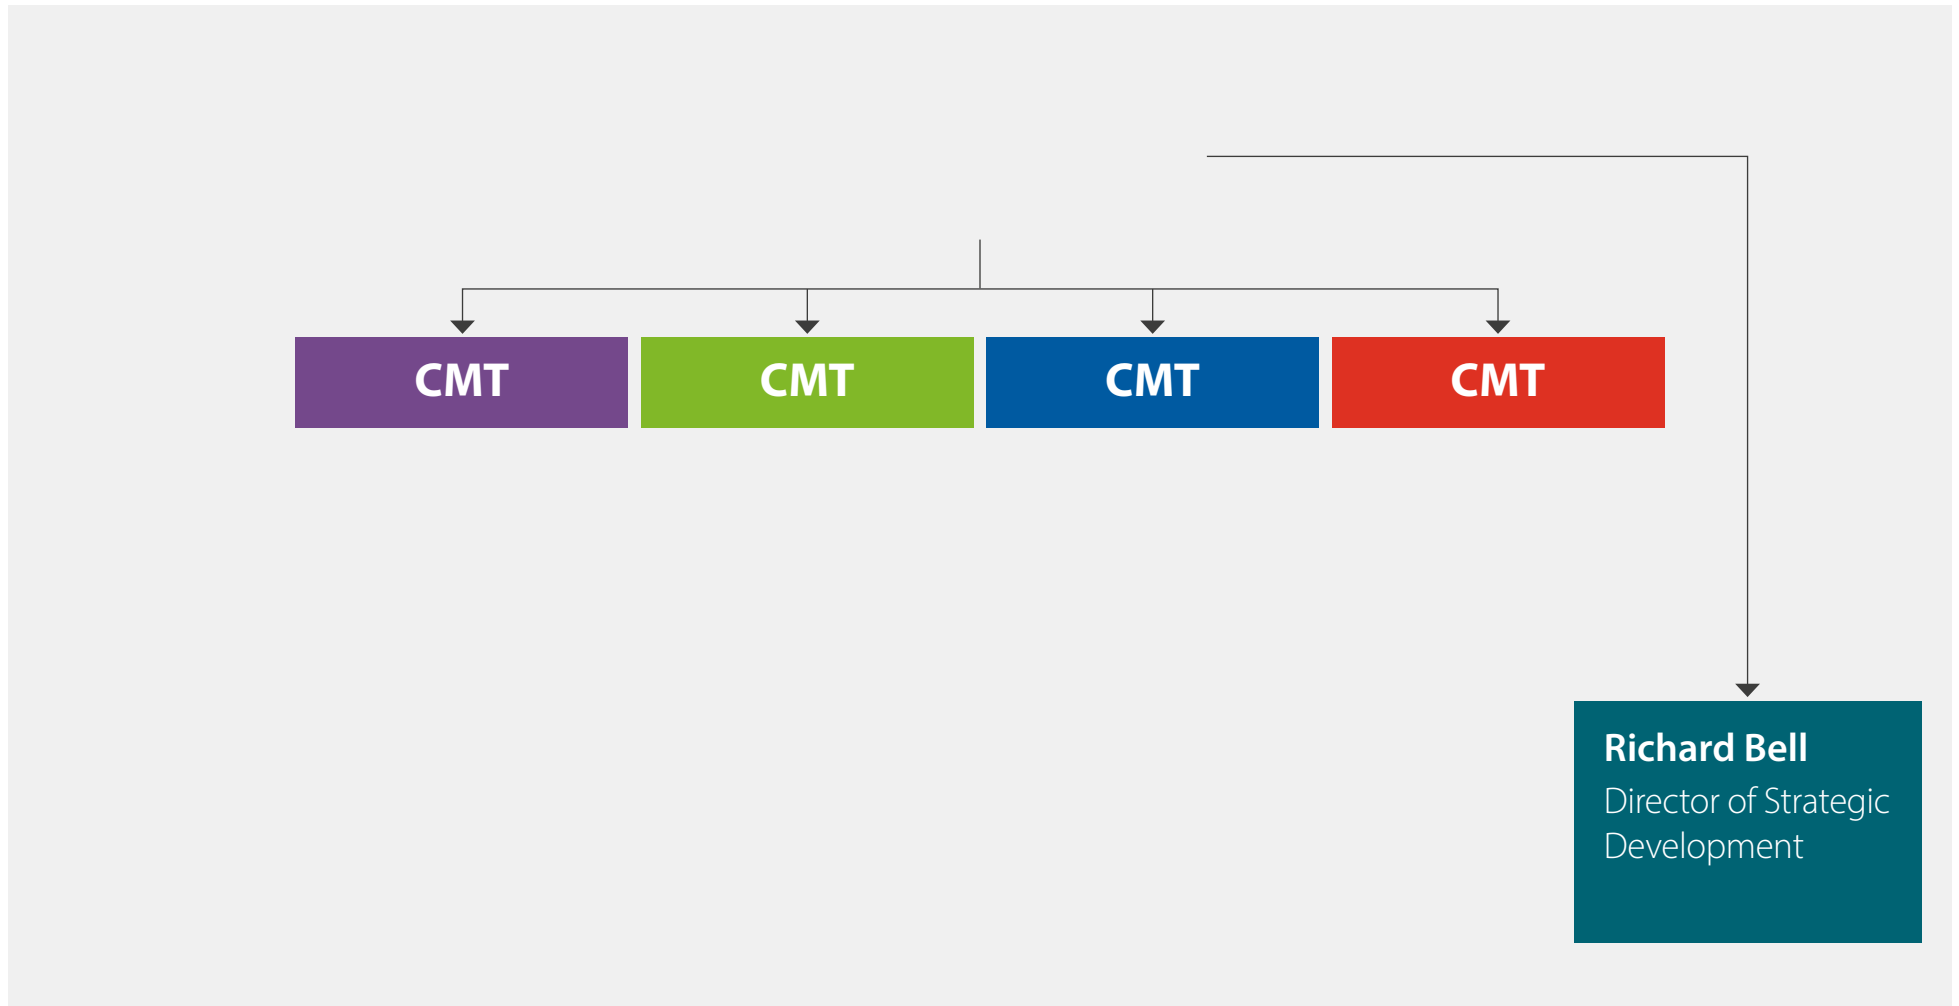 CMT
CMT
CMT
CMT
Richard Bell
Director of Strategic
Development